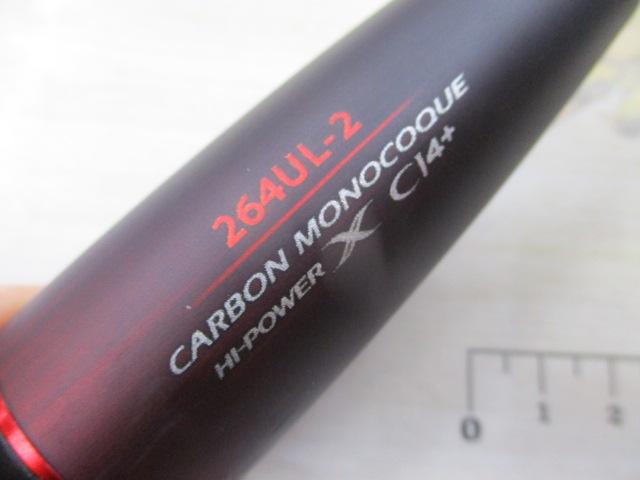 264UL-2
CARBON MONOCOQUE
HI-POWER X CI4+
0 1 2